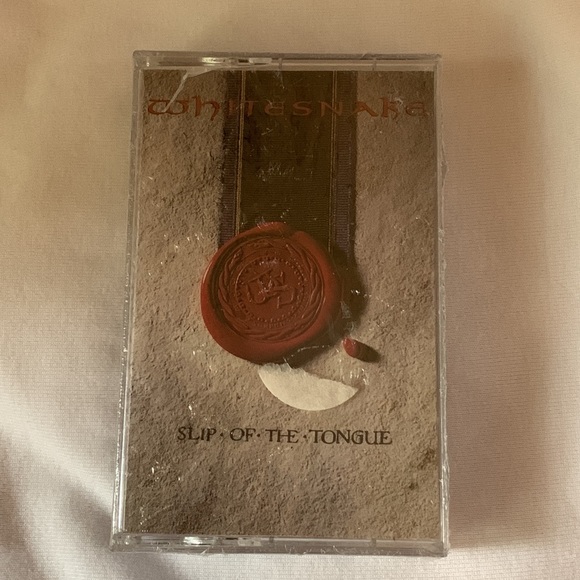 WHITESNAKE
SLIP · OF · THE · TONGUE